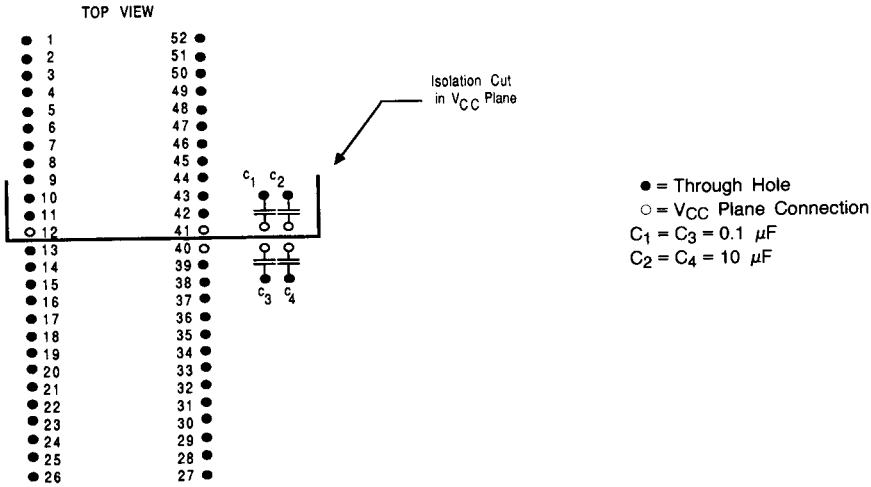 TOP VIEW
1 52
2 51
3 50
4 49
5 48
6 47
7 46
8 45
9 44
10 43
11 42
12 41
13 40
14 39
15 38
16 37
17 36
18 35
19 34
20 33
21 32
22 31
23 30
24 29
25 28
26 27
C1 C2
C3 C4
Isolation Cut
in VCC Plane
● = Through Hole
○ = VCC Plane Connection
C1 = C3 = 0.1 μF
C2 = C4 = 10 μF